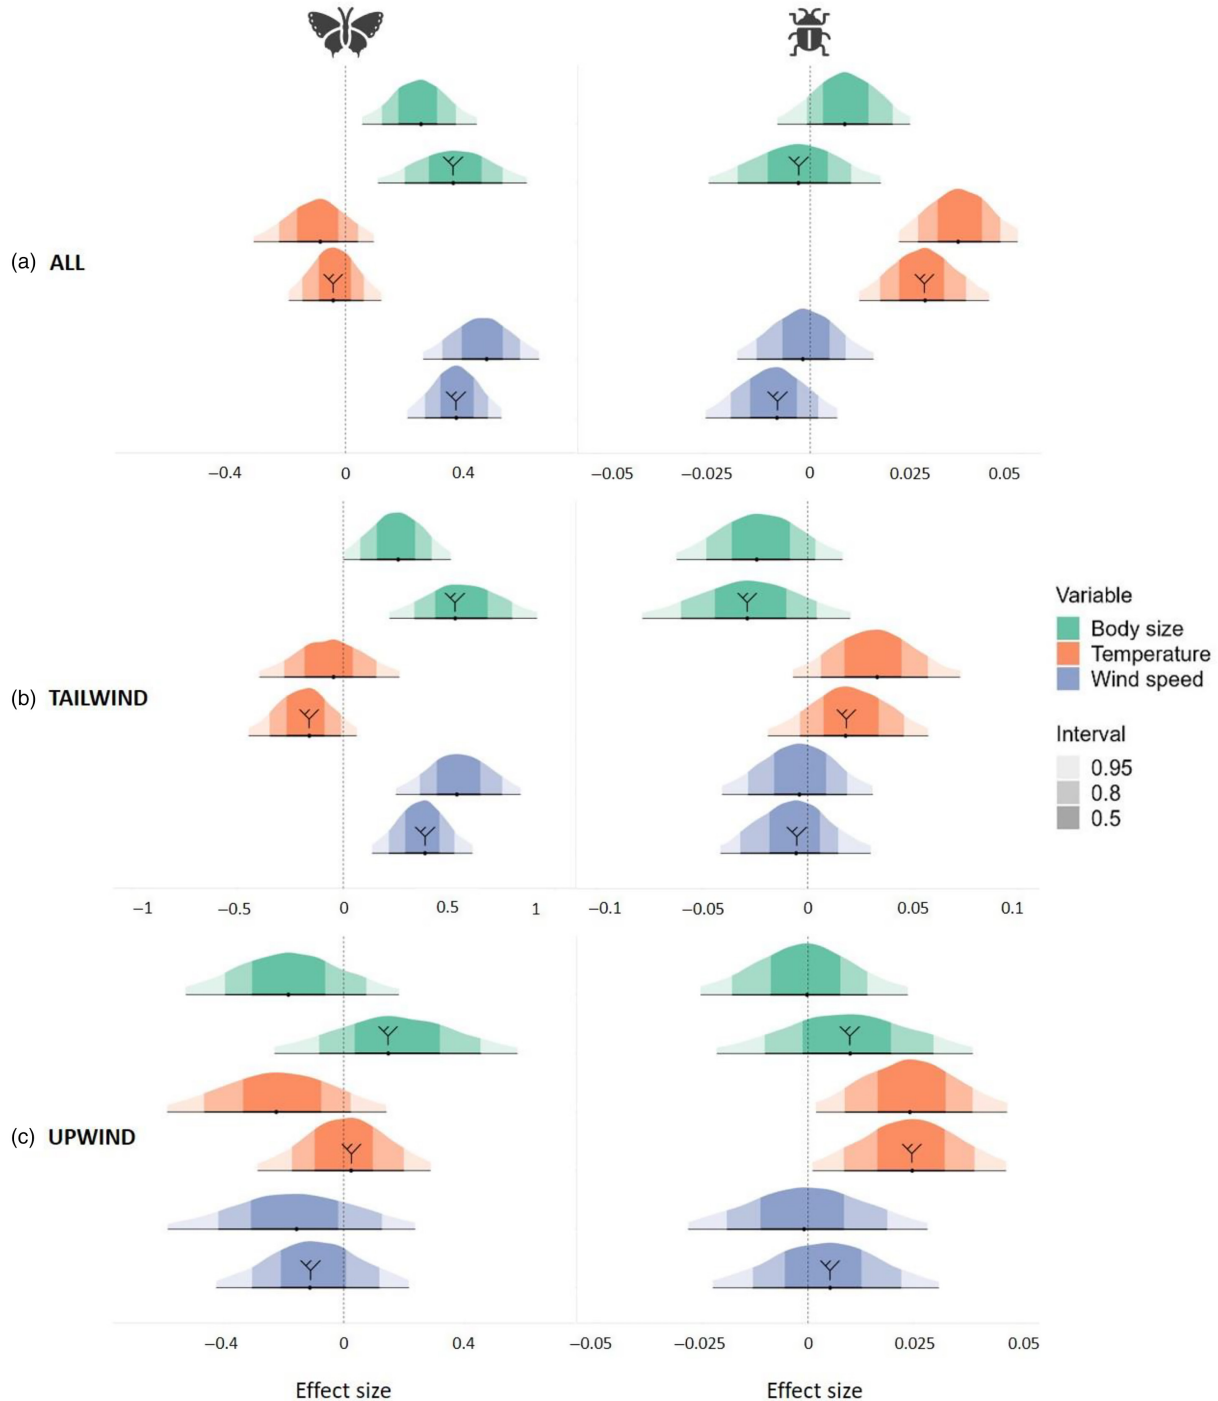 (a) ALL
−0.4 0 0.4 −0.05 −0.025 0 0.025 0.05
(b) TAILWIND
Variable
Body size
Temperature
Wind speed
Interval
0.95
0.8
0.5
−1 −0.5 0 0.5 1 −0.1 −0.05 0 0.05 0.1
(c) UPWIND
−0.4 0 0.4 −0.05 −0.025 0 0.025 0.05
Effect size Effect size